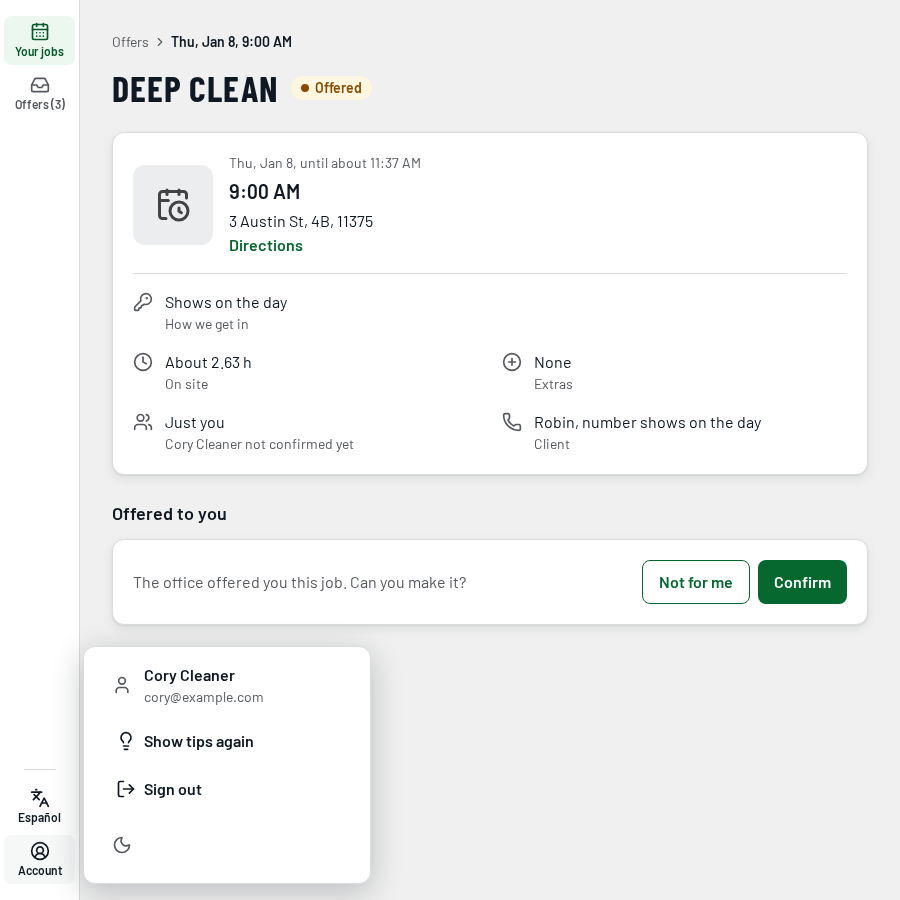 Your jobs
Offers (3)
Offers > Thu, Jan 8, 9:00 AM
DEEP CLEAN
Offered
Thu, Jan 8, until about 11:37 AM
9:00 AM
3 Austin St, 4B, 11375
Directions
Shows on the day
How we get in
About 2.63 h
On site
None
Extras
Just you
Cory Cleaner not confirmed yet
Robin, number shows on the day
Client
Offered to you
The office offered you this job. Can you make it?
Not for me
Confirm
Cory Cleaner
cory@example.com
Show tips again
Sign out
Español
Account